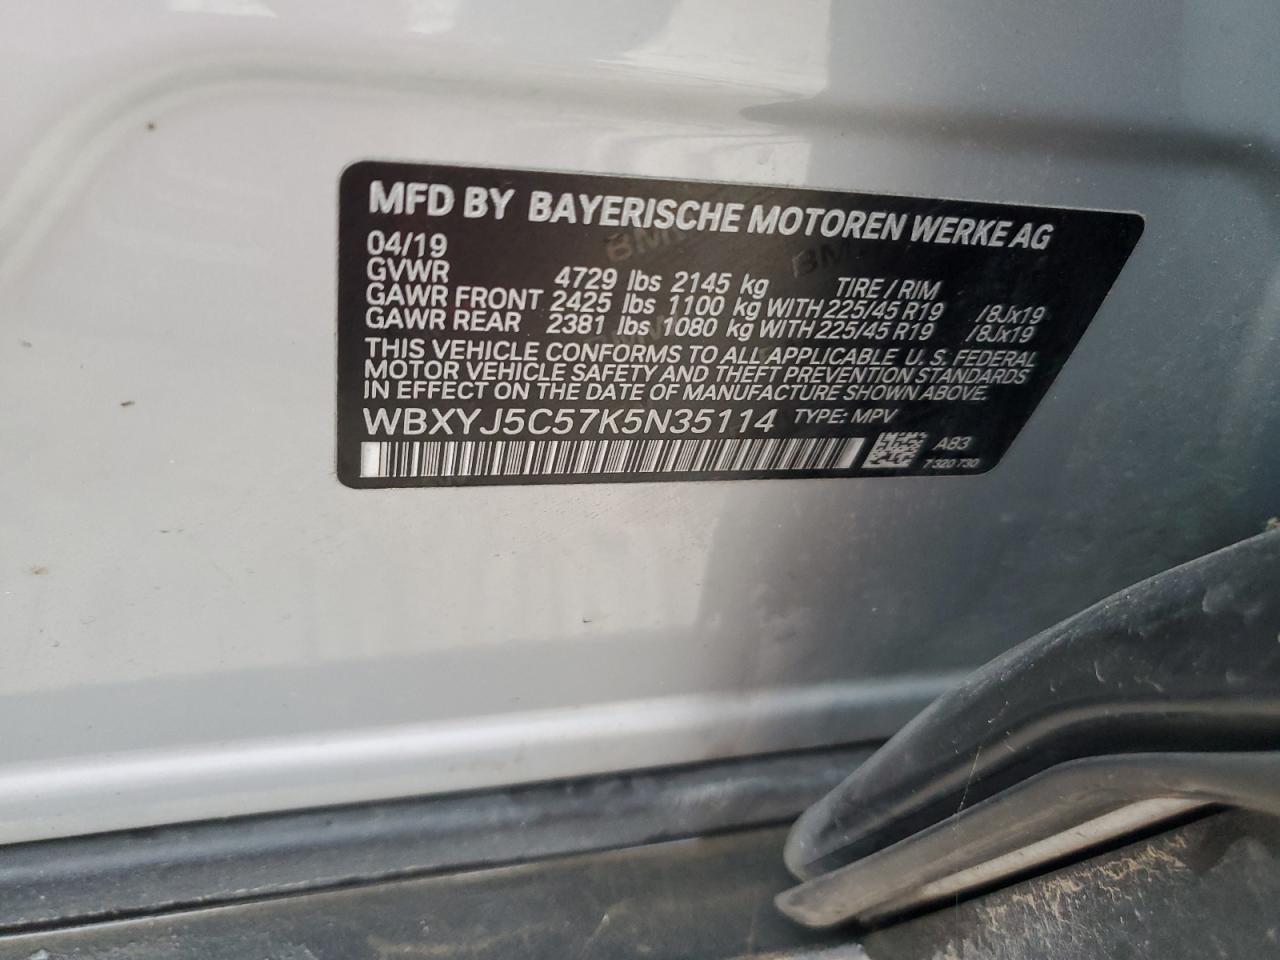 MFD BY BAYERISCHE MOTOREN WERKE AG
04/19
GVWR 4729 lbs 2145 kg TIRE / RIM
GAWR FRONT 2425 lbs 1100 kg WITH 225/45 R19 /8Jx19
GAWR REAR 2381 lbs 1080 kg WITH 225/45 R19 /8Jx19
THIS VEHICLE CONFORMS TO ALL APPLICABLE U. S. FEDERAL
MOTOR VEHICLE SAFETY AND THEFT PREVENTION STANDARDS
IN EFFECT ON THE DATE OF MANUFACTURE SHOWN ABOVE.
WBXYJ5C57K5N35114 TYPE: MPV
A83
7 320 730